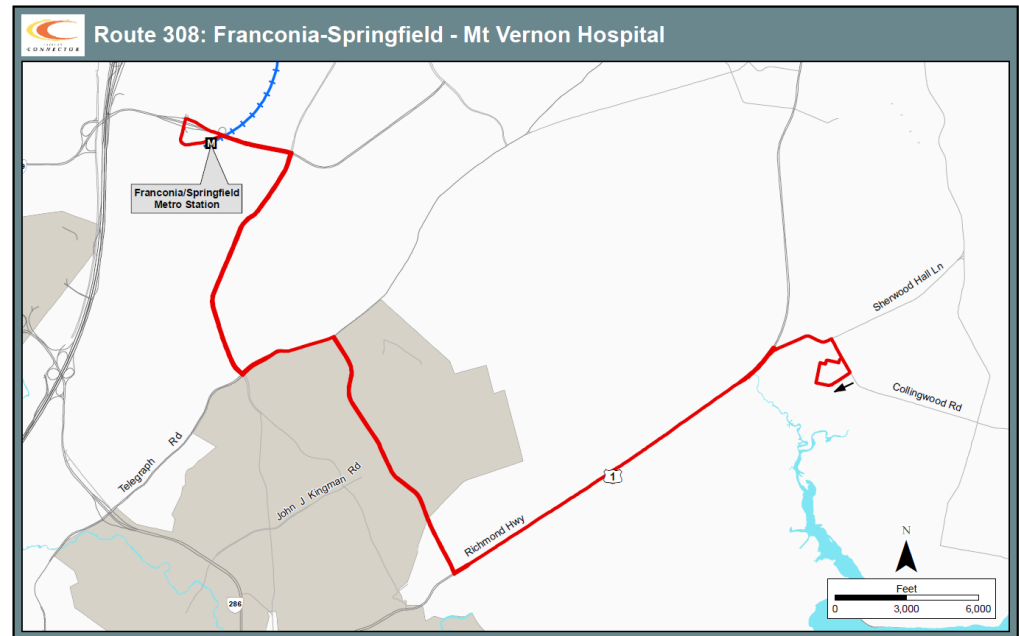 CONNECTOR
Route 308: Franconia-Springfield - Mt Vernon Hospital
M
Franconia/Springfield
Metro Station
Sherwood Hall Ln
Collingwood Rd
Telegraph Rd
John J Kingman Rd
1
Richmond Hwy
N
286
Feet
0 3,000 6,000